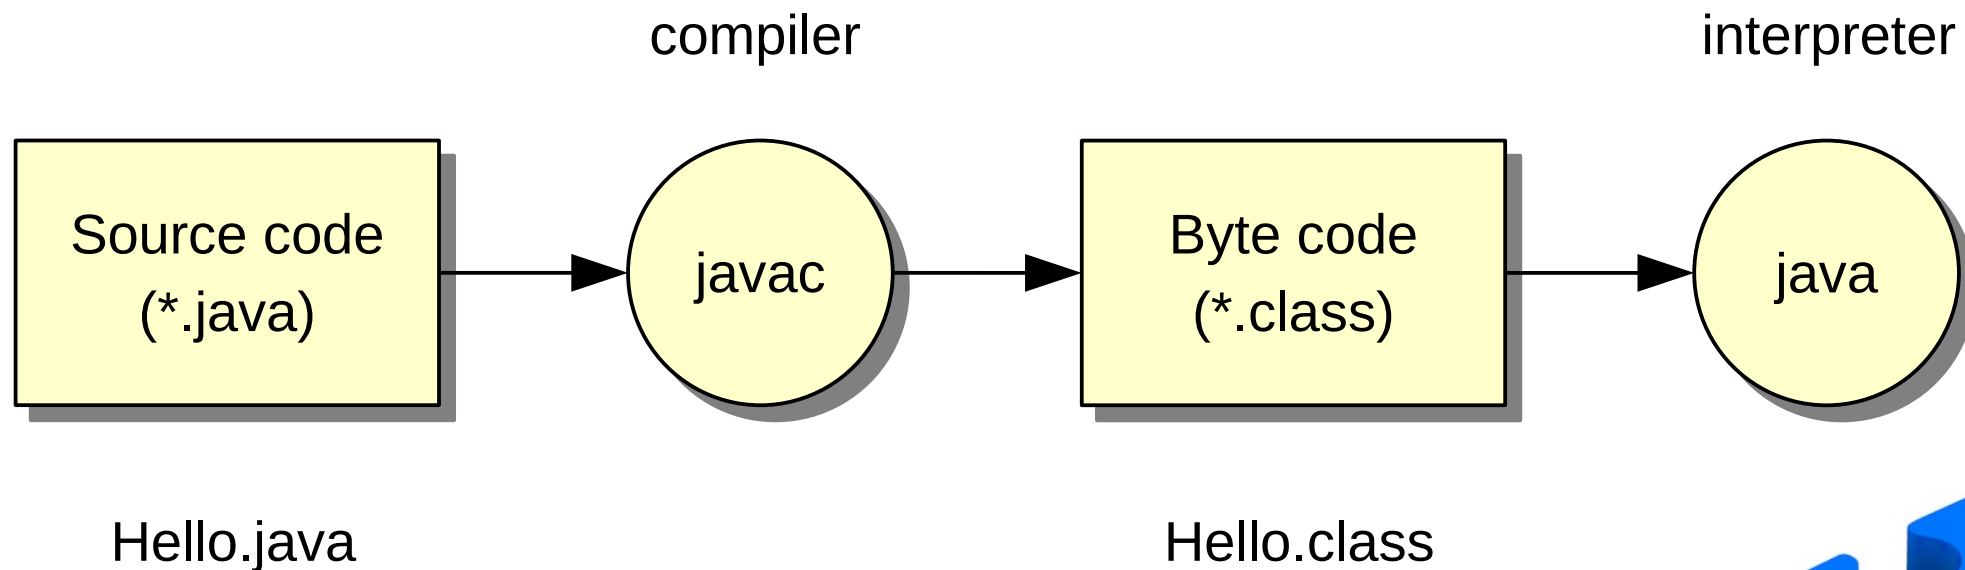 compiler
interpreter
Source code
(*.java)
javac
Byte code
(*.class)
java
Hello.java
Hello.class